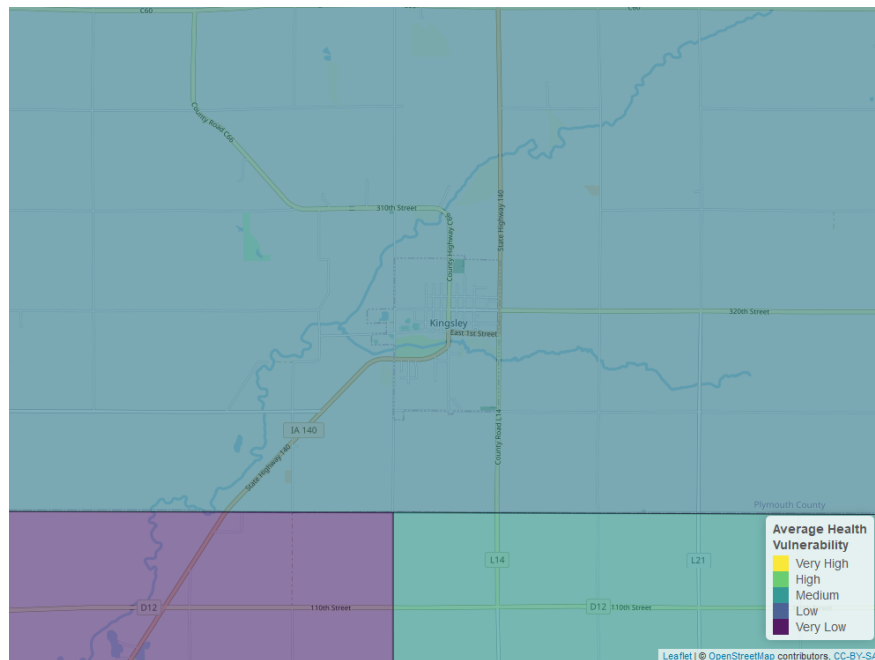 C60
C60
County Road C66
310th Street
County Highway C66
State Highway 140
320th Street
Kingsley
East 1st Street
IA 140
State Highway 140
County Road L14
Plymouth County
Average Health
Vulnerability
Very High
High
Medium
Low
Very Low
L14
L21
D12
110th Street
D12
110th Street
Leaflet | © OpenStreetMap contributors, CC-BY-SA